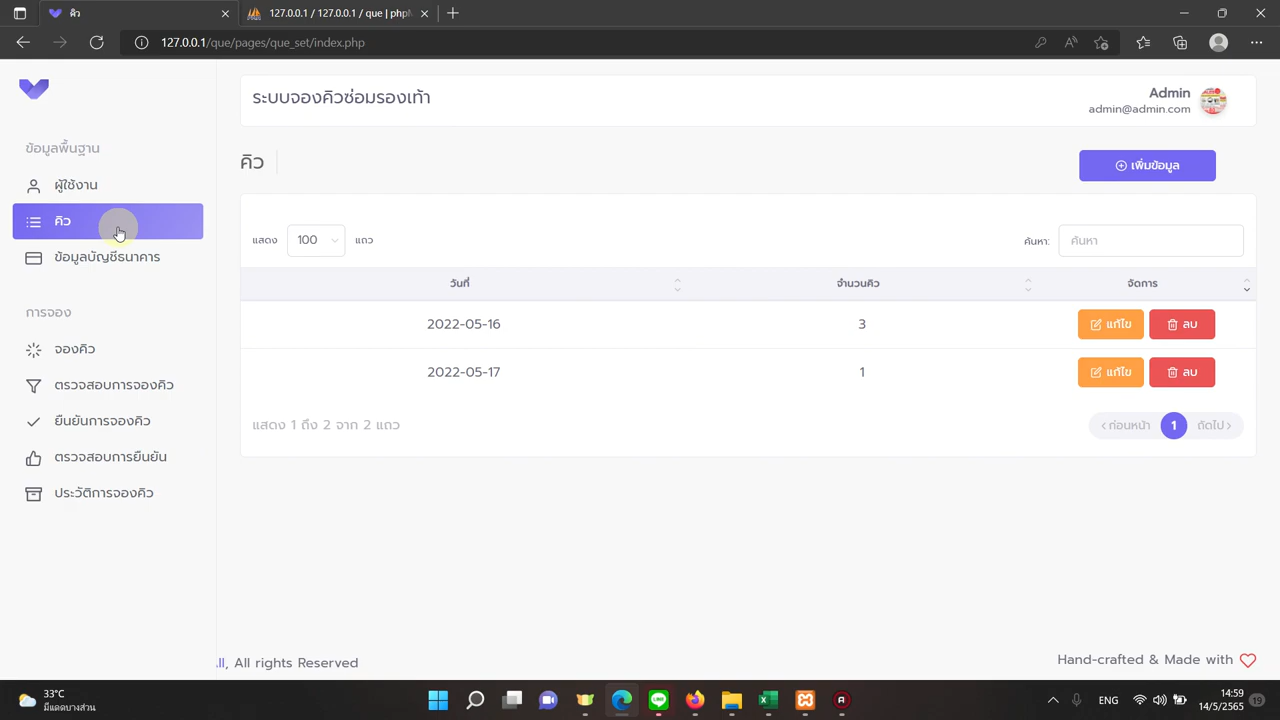 คิว
127.0.0.1 / 127.0.0.1 / que | phpM
127.0.0.1/que/pages/que_set/index.php
ระบบจองคิวซ่อมรองเท้า
Admin
admin@admin.com
ข้อมูลพื้นฐาน
ผู้ใช้งาน
คิว
ข้อมูลบัญชีธนาคาร
การจอง
จองคิว
ตรวจสอบการจองคิว
ยืนยันการจองคิว
ตรวจสอบการยืนยัน
ประวัติการจองคิว
คิว
เพิ่มข้อมูล
แสดง 100 แถว
ค้นหา: ค้นหา
วันที่ จำนวนคิว จัดการ
2022-05-16 3 แก้ไข ลบ
2022-05-17 1 แก้ไข ลบ
แสดง 1 ถึง 2 จาก 2 แถว
ก่อนหน้า 1 ถัดไป
All rights Reserved
Hand-crafted & Made with
33°C
มีแดดบางส่วน
ENG
14:59
14/5/2565
19